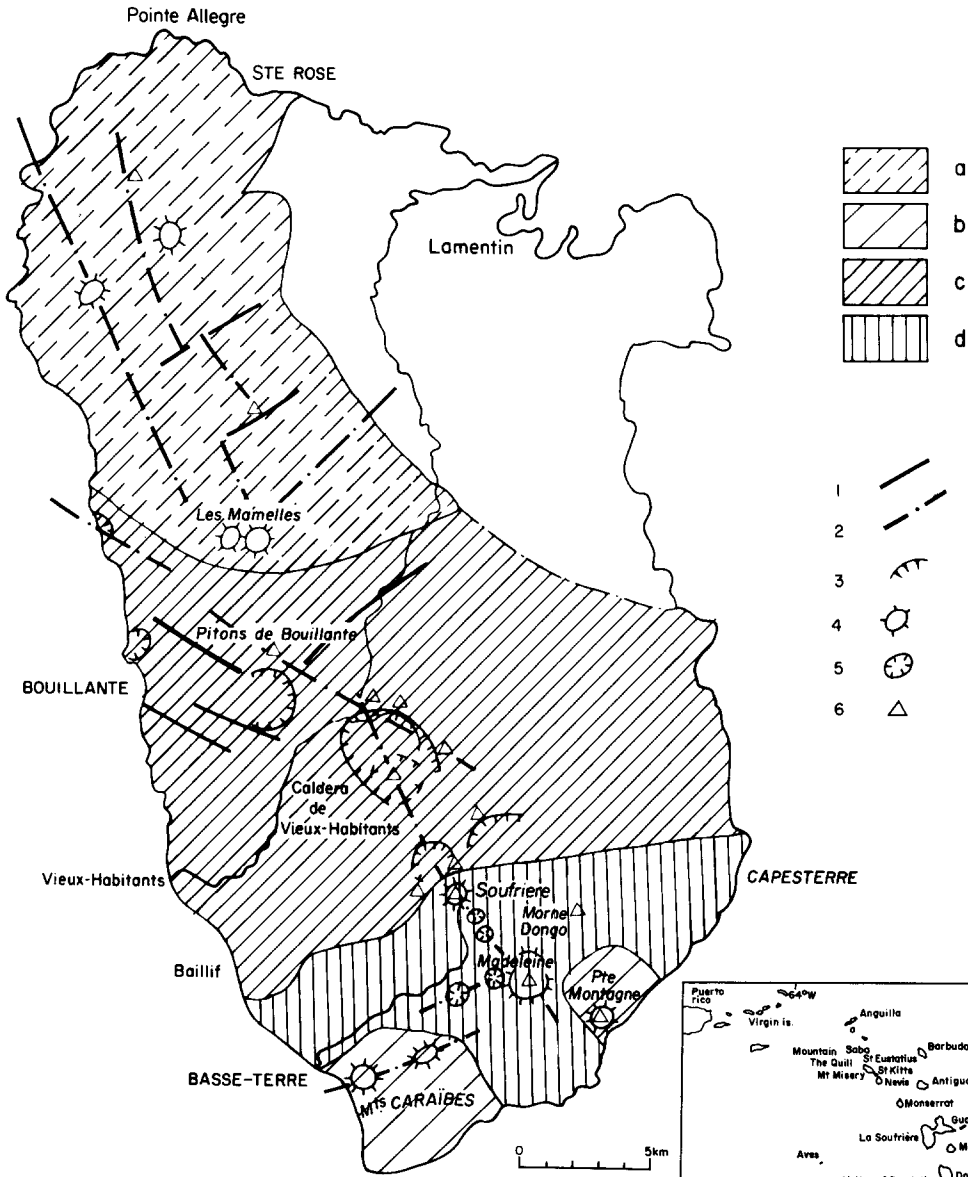 Pointe Allegre
STE ROSE
Lamentin
a
b
c
d
1
2
3
4
5
6
Les Mamelles
Pitons de Bouillante
BOUILLANTE
Caldera
de
Vieux-Habitants
Vieux-Habitants
Soufriere
CAPESTERRE
Morne
Dongo
Madeleine
Baillif
Pte
Montagne
BASSE-TERRE
Mts CARAÏBES
0 5km
Puerto
rico
64°W
Virgin is.
Anguilla
Mountain
Saba
Barbuda
The Quill
St Eustatius
Mt Misery
St Kitts
Nevis
Antigua
Monserrat
Gua
La Soufrière
M
Aves
Do